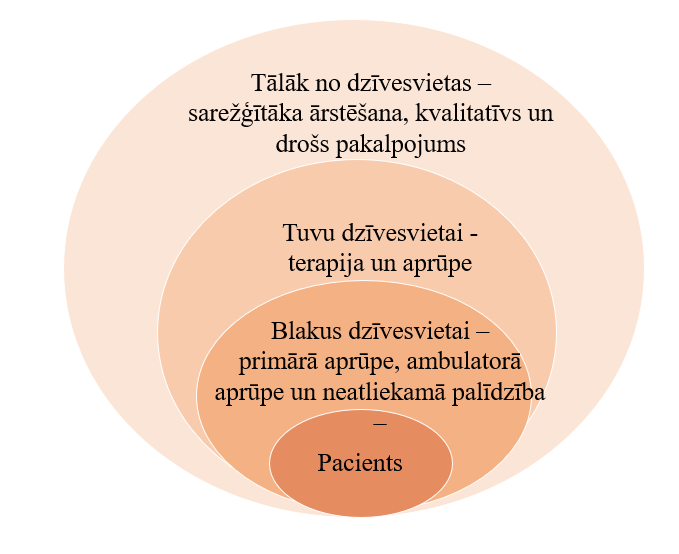 Tālāk no dzīvesvietas –
sarežģītāka ārstēšana, kvalitatīvs un
drošs pakalpojums
Tuvu dzīvesvietai -
terapija un aprūpe
Blakus dzīvesvietai –
primārā aprūpe, ambulatorā
aprūpe un neatliekamā palīdzība
–
Pacients